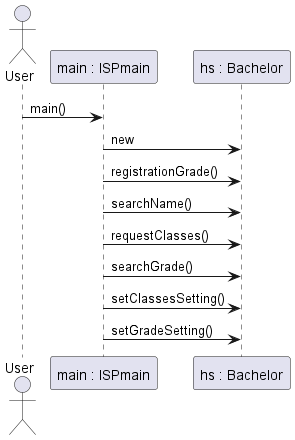 User
main : ISPmain
hs : Bachelor
main()
new
registrationGrade()
searchName()
requestClasses()
searchGrade()
setClassesSetting()
setGradeSetting()
User
main : ISPmain
hs : Bachelor